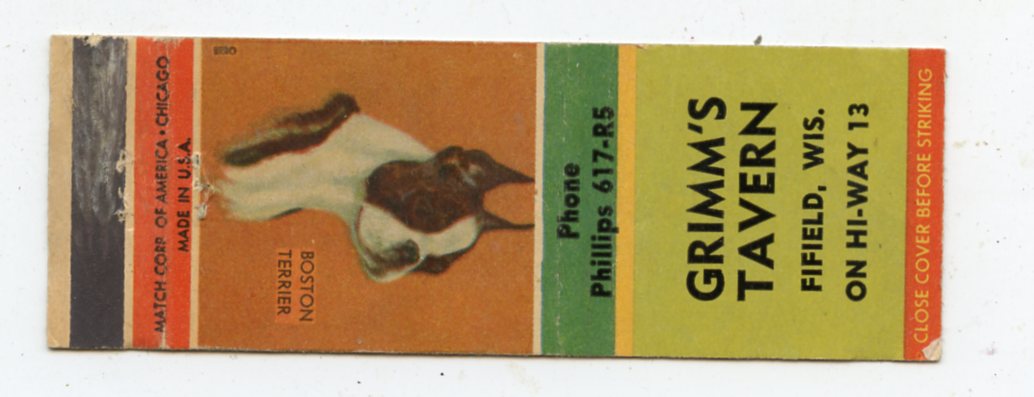 GRIMM'S
TAVERN
FIFIELD, WIS.
ON HI-WAY 13
CLOSE COVER BEFORE STRIKING
Phone
Phillips 617-R5
BOSTON
TERRIER
MATCH CORP. OF AMERICA • CHICAGO
MADE IN U.S.A.